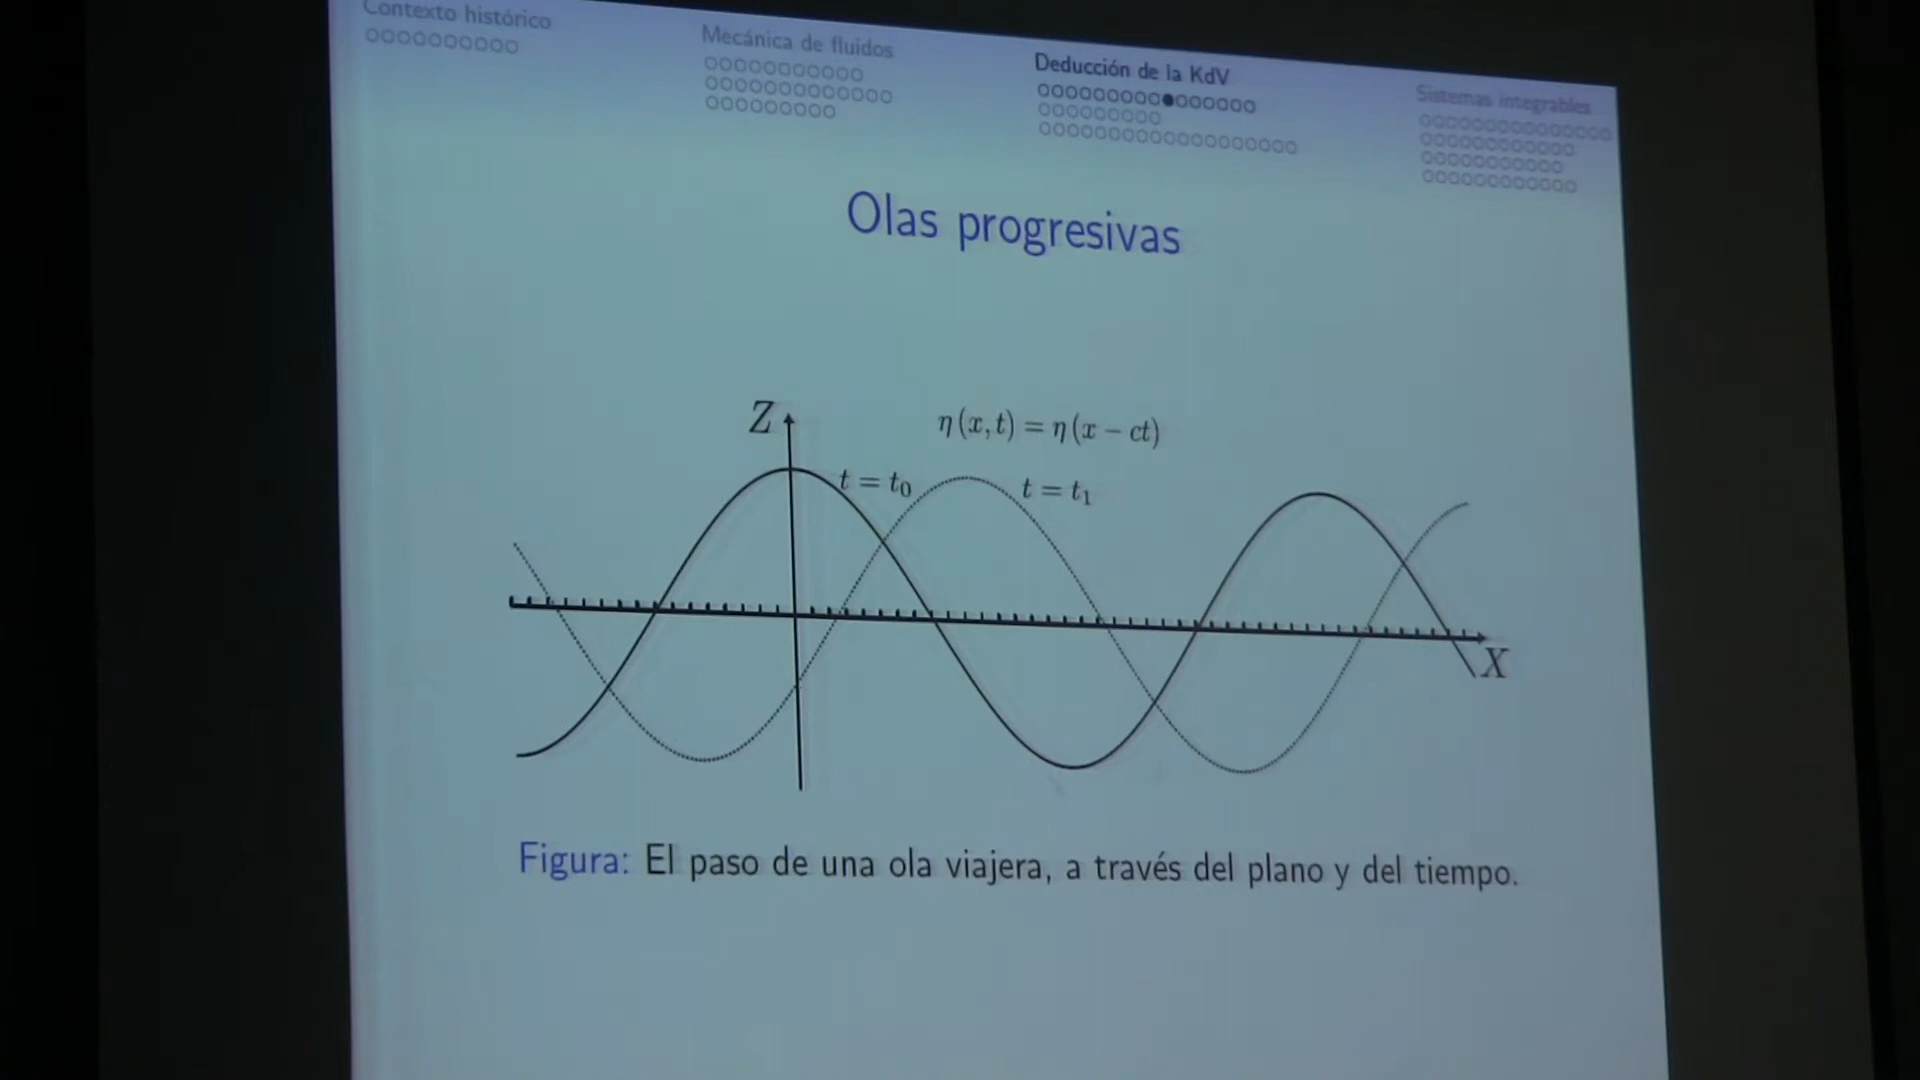 Contexto histórico
Mecánica de fluidos
Deducción de la KdV
Sistemas integrables
Olas progresivas
Z
η(x, t) = η(x − ct)
t = t₀
t = t₁
X
Figura: El paso de una ola viajera, a través del plano y del tiempo.